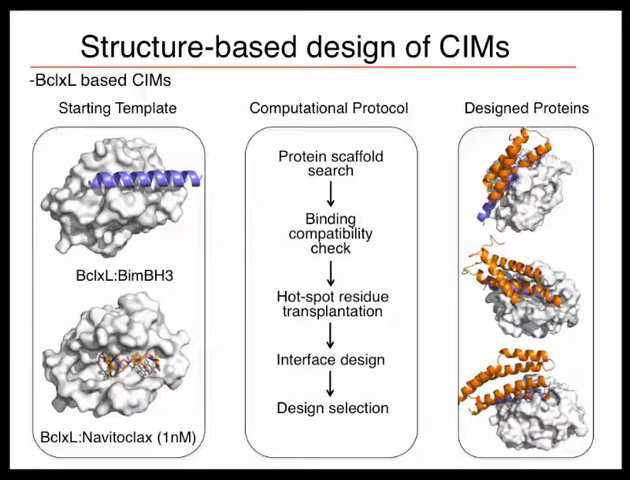 Structure-based design of CIMs
-BclxL based CIMs
Starting Template
Computational Protocol
Designed Proteins
BclxL:BimBH3
BclxL:Navitoclax (1nM)
Protein scaffold
search
Binding
compatibility
check
Hot-spot residue
transplantation
Interface design
Design selection